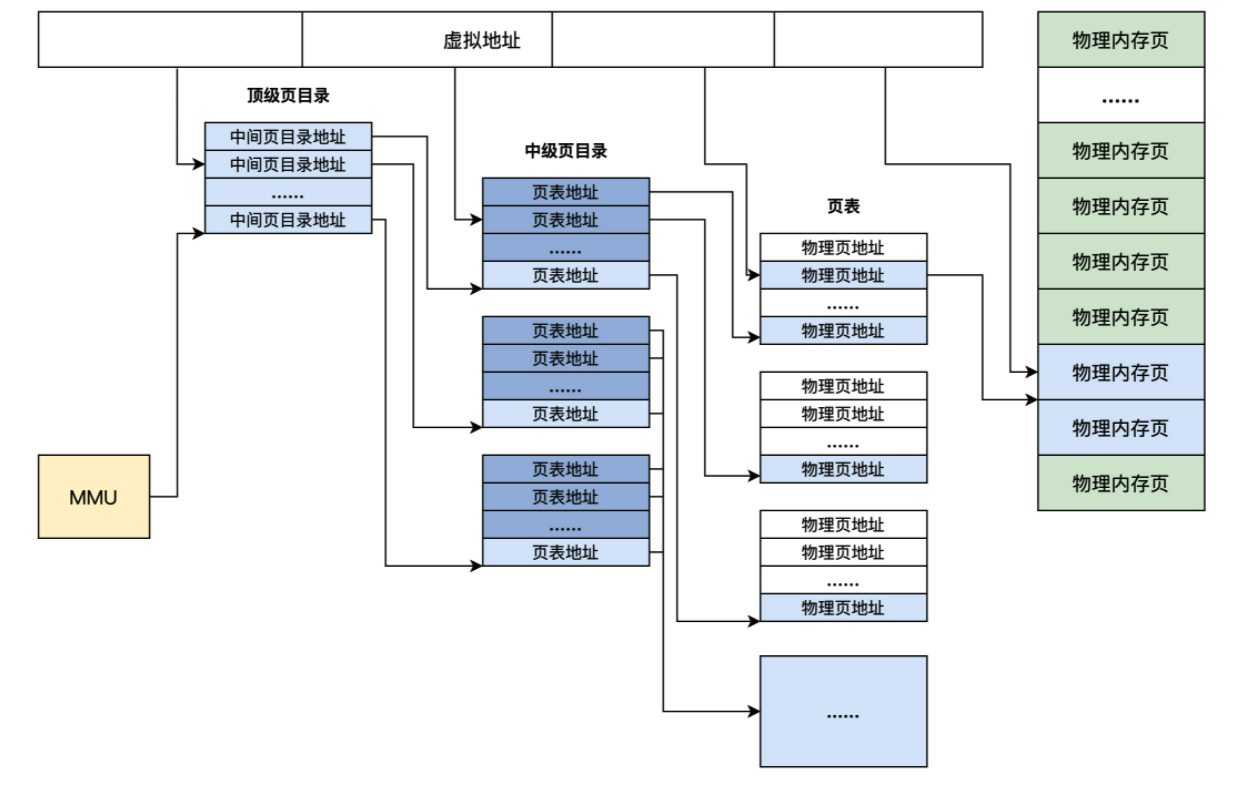 虚拟地址
顶级页目录
中间页目录地址
中间页目录地址
......
中间页目录地址
MMU
中级页目录
页表地址
页表地址
......
页表地址
页表地址
页表地址
......
页表地址
页表地址
页表地址
......
页表地址
页表
物理页地址
物理页地址
......
物理页地址
物理页地址
物理页地址
......
物理页地址
物理页地址
物理页地址
......
物理页地址
......
物理内存页
......
物理内存页
物理内存页
物理内存页
物理内存页
物理内存页
物理内存页
物理内存页